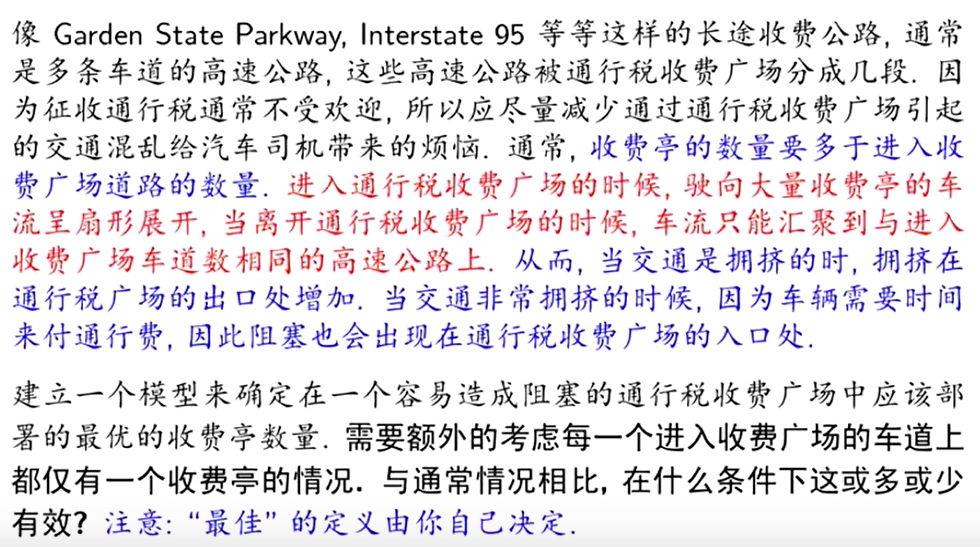 像 Garden State Parkway, Interstate 95 等等这样的长途收费公路, 通常
是多条车道的高速公路, 这些高速公路被通行税收费广场分成几段. 因
为征收通行税通常不受欢迎, 所以应尽量减少通过通行税收费广场引起
的交通混乱给汽车司机带来的烦恼. 通常, 收费亭的数量要多于进入收
费广场道路的数量. 进入通行税收费广场的时候, 驶向大量收费亭的车
流呈扇形展开, 当离开通行税收费广场的时候, 车流只能汇聚到与进入
收费广场车道数相同的高速公路上. 从而, 当交通是拥挤的时, 拥挤在
通行税广场的出口处增加. 当交通非常拥挤的时候, 因为车辆需要时间
来付通行费, 因此阻塞也会出现在通行税收费广场的入口处.
建立一个模型来确定在一个容易造成阻塞的通行税收费广场中应该部
署的最优的收费亭数量. 需要额外的考虑每一个进入收费广场的车道上
都仅有一个收费亭的情况. 与通常情况相比, 在什么条件下这或多或少
有效? 注意: “最佳” 的定义由你自己决定.